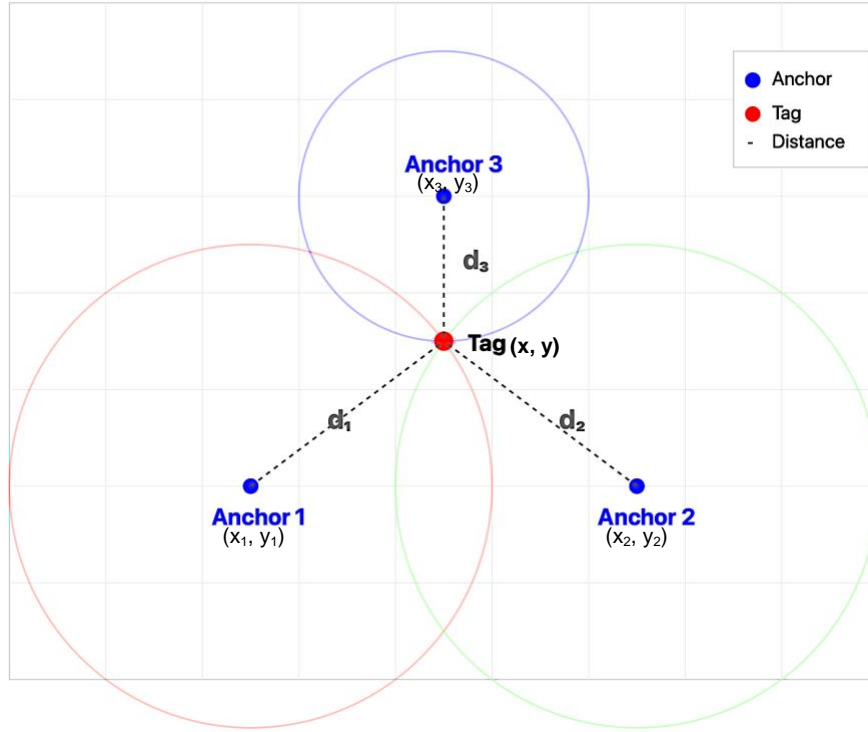 Anchor
Tag
- Distance
Anchor 3
(x₃, y₃)
d₃
Tag (x, y)
d₁
d₂
Anchor 1
(x₁, y₁)
Anchor 2
(x₂, y₂)